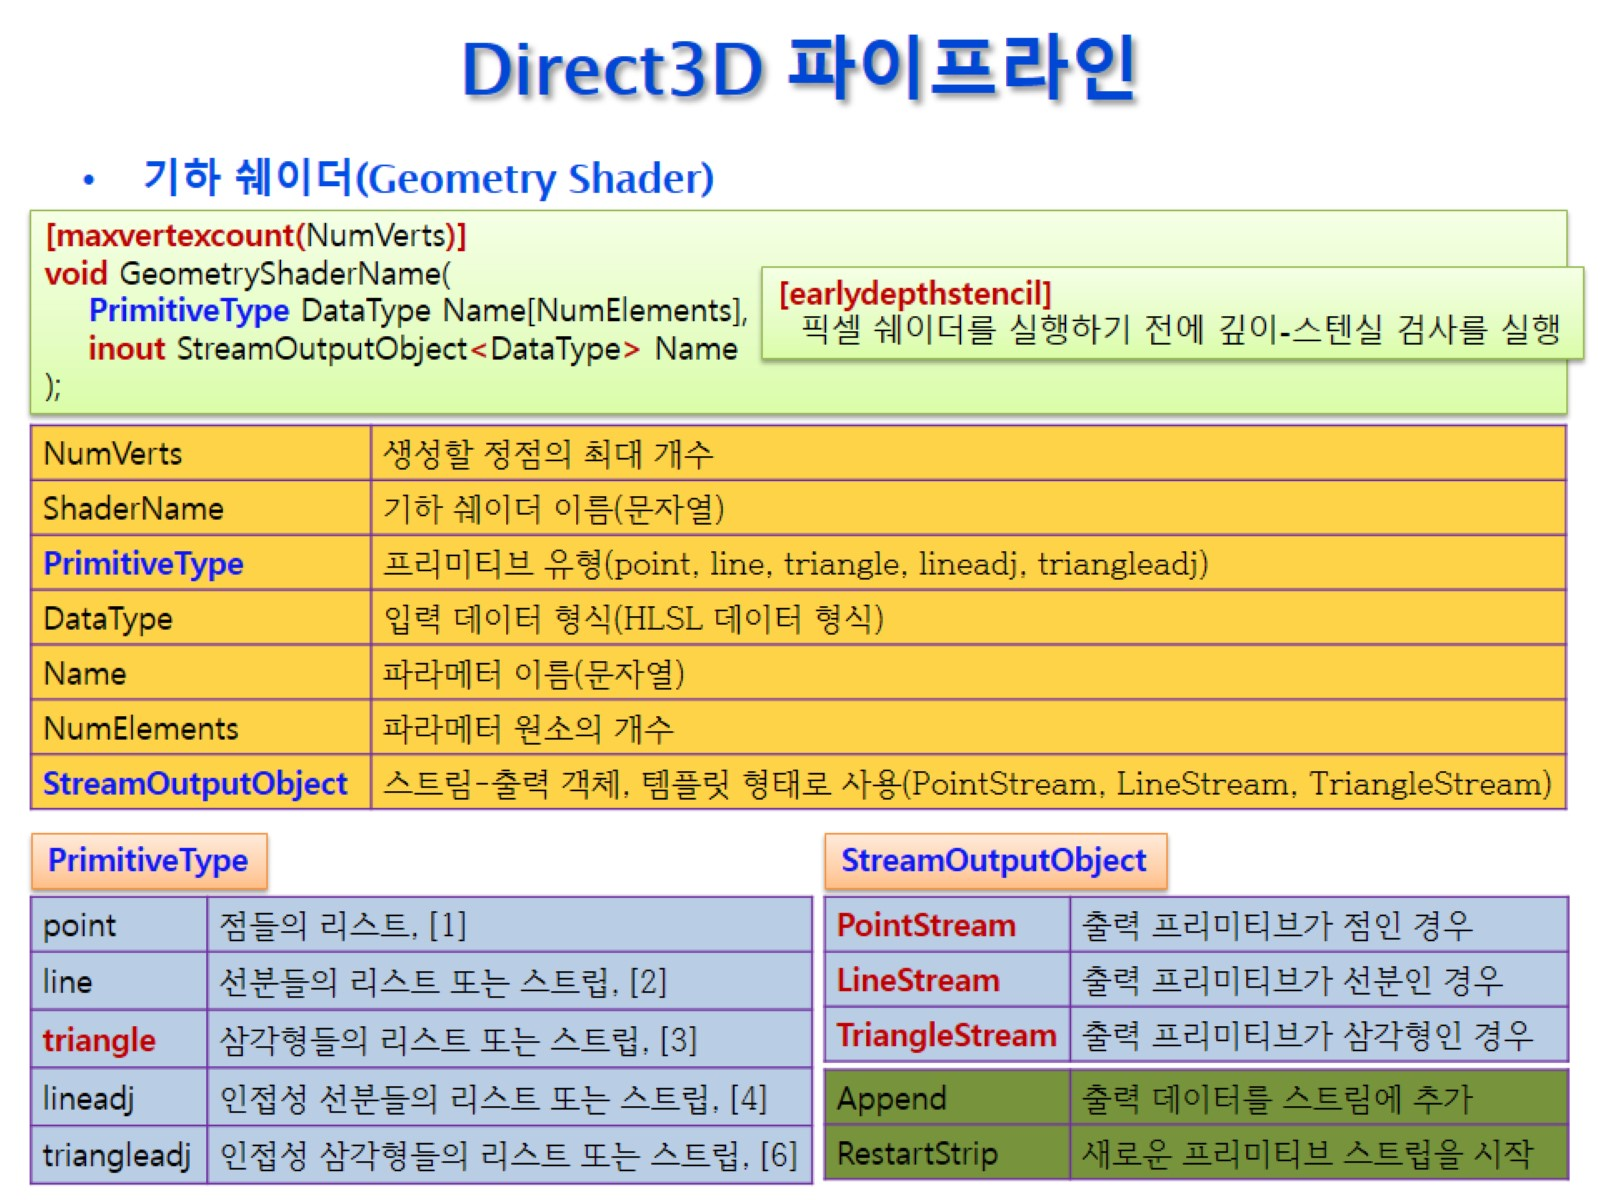 Direct3D 파이프라인
• 기하 쉐이더(Geometry Shader)
[maxvertexcount(NumVerts)]
void GeometryShaderName(
PrimitiveType DataType Name[NumElements],
inout StreamOutputObject<DataType> Name
);
[earlydepthstencil]
픽셀 쉐이더를 실행하기 전에 깊이-스텐실 검사를 실행
NumVerts 생성할 정점의 최대 개수
ShaderName 기하 쉐이더 이름(문자열)
PrimitiveType 프리미티브 유형(point, line, triangle, lineadj, triangleadj)
DataType 입력 데이터 형식(HLSL 데이터 형식)
Name 파라메터 이름(문자열)
NumElements 파라메터 원소의 개수
StreamOutputObject 스트림-출력 객체, 템플릿 형태로 사용(PointStream, LineStream, TriangleStream)
PrimitiveType
point 점들의 리스트, [1]
line 선분들의 리스트 또는 스트립, [2]
triangle 삼각형들의 리스트 또는 스트립, [3]
lineadj 인접성 선분들의 리스트 또는 스트립, [4]
triangleadj 인접성 삼각형들의 리스트 또는 스트립, [6]
StreamOutputObject
PointStream 출력 프리미티브가 점인 경우
LineStream 출력 프리미티브가 선분인 경우
TriangleStream 출력 프리미티브가 삼각형인 경우
Append 출력 데이터를 스트림에 추가
RestartStrip 새로운 프리미티브 스트립을 시작